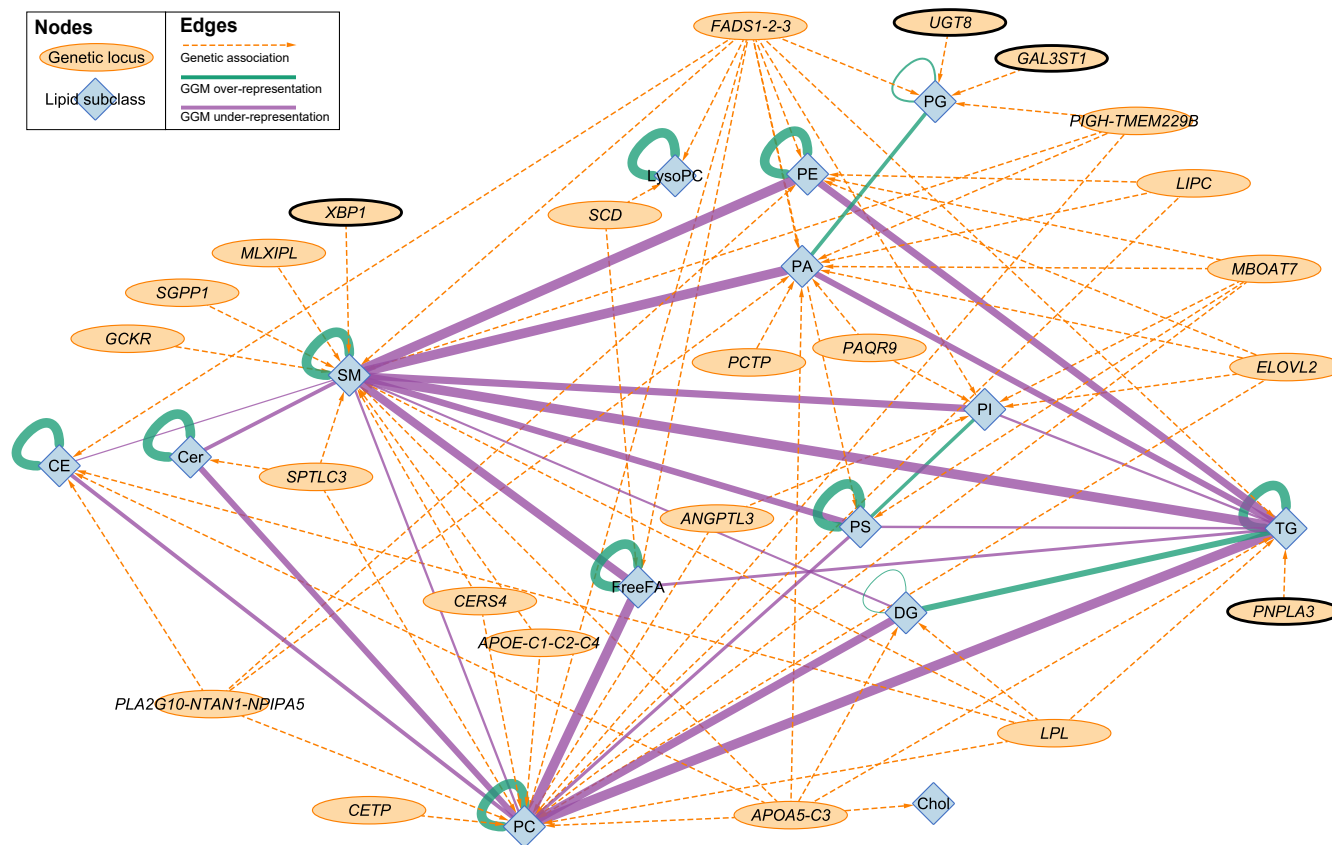 Nodes
Edges
Genetic locus
Genetic association
GGM over-representation
Lipid subclass
GGM under-representation
FADS1-2-3
UGT8
GAL3ST1
PG
PIGH-TMEM229B
LysoPC
PE
LIPC
XBP1
SCD
MLXIPL
PA
MBOAT7
SGPP1
GCKR
PAQR9
PCTP
ELOVL2
SM
PI
Cer
CE
SPTLC3
ANGPTL3
PS
TG
FreeFA
CERS4
DG
PNPLA3
APOE-C1-C2-C4
PLA2G10-NTAN1-NPIPA5
LPL
Chol
CETP
APOA5-C3
PC